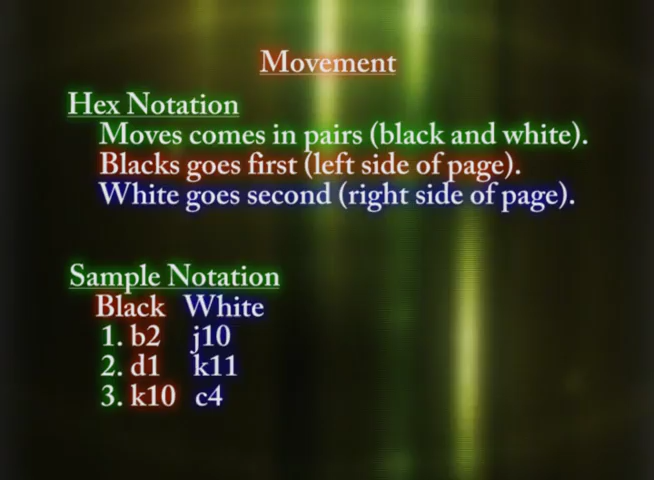 Movement
Hex Notation
Moves comes in pairs (black and white).
Blacks goes first (left side of page).
White goes second (right side of page).
Sample Notation
Black White
1. b2 j10
2. d1 k11
3. k10 c4